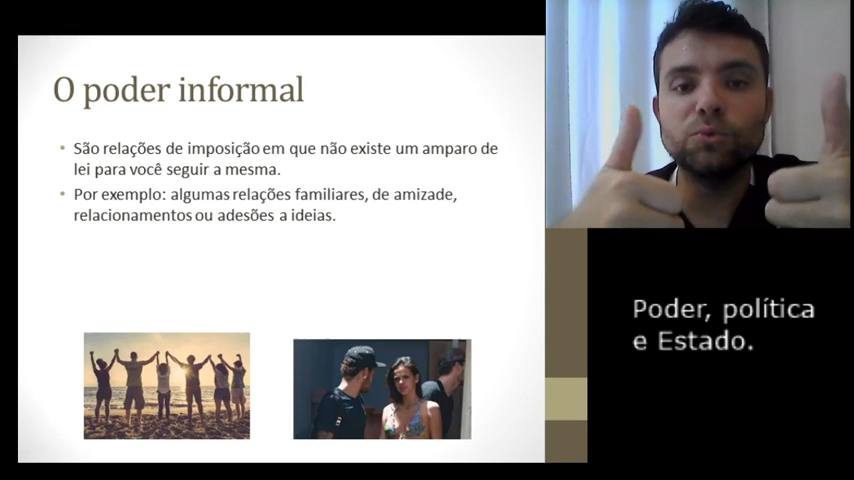 O poder informal
São relações de imposição em que não existe um amparo de
lei para você seguir a mesma.
Por exemplo: algumas relações familiares, de amizade,
relacionamentos ou adesões a ideias.
Poder, política
e Estado.